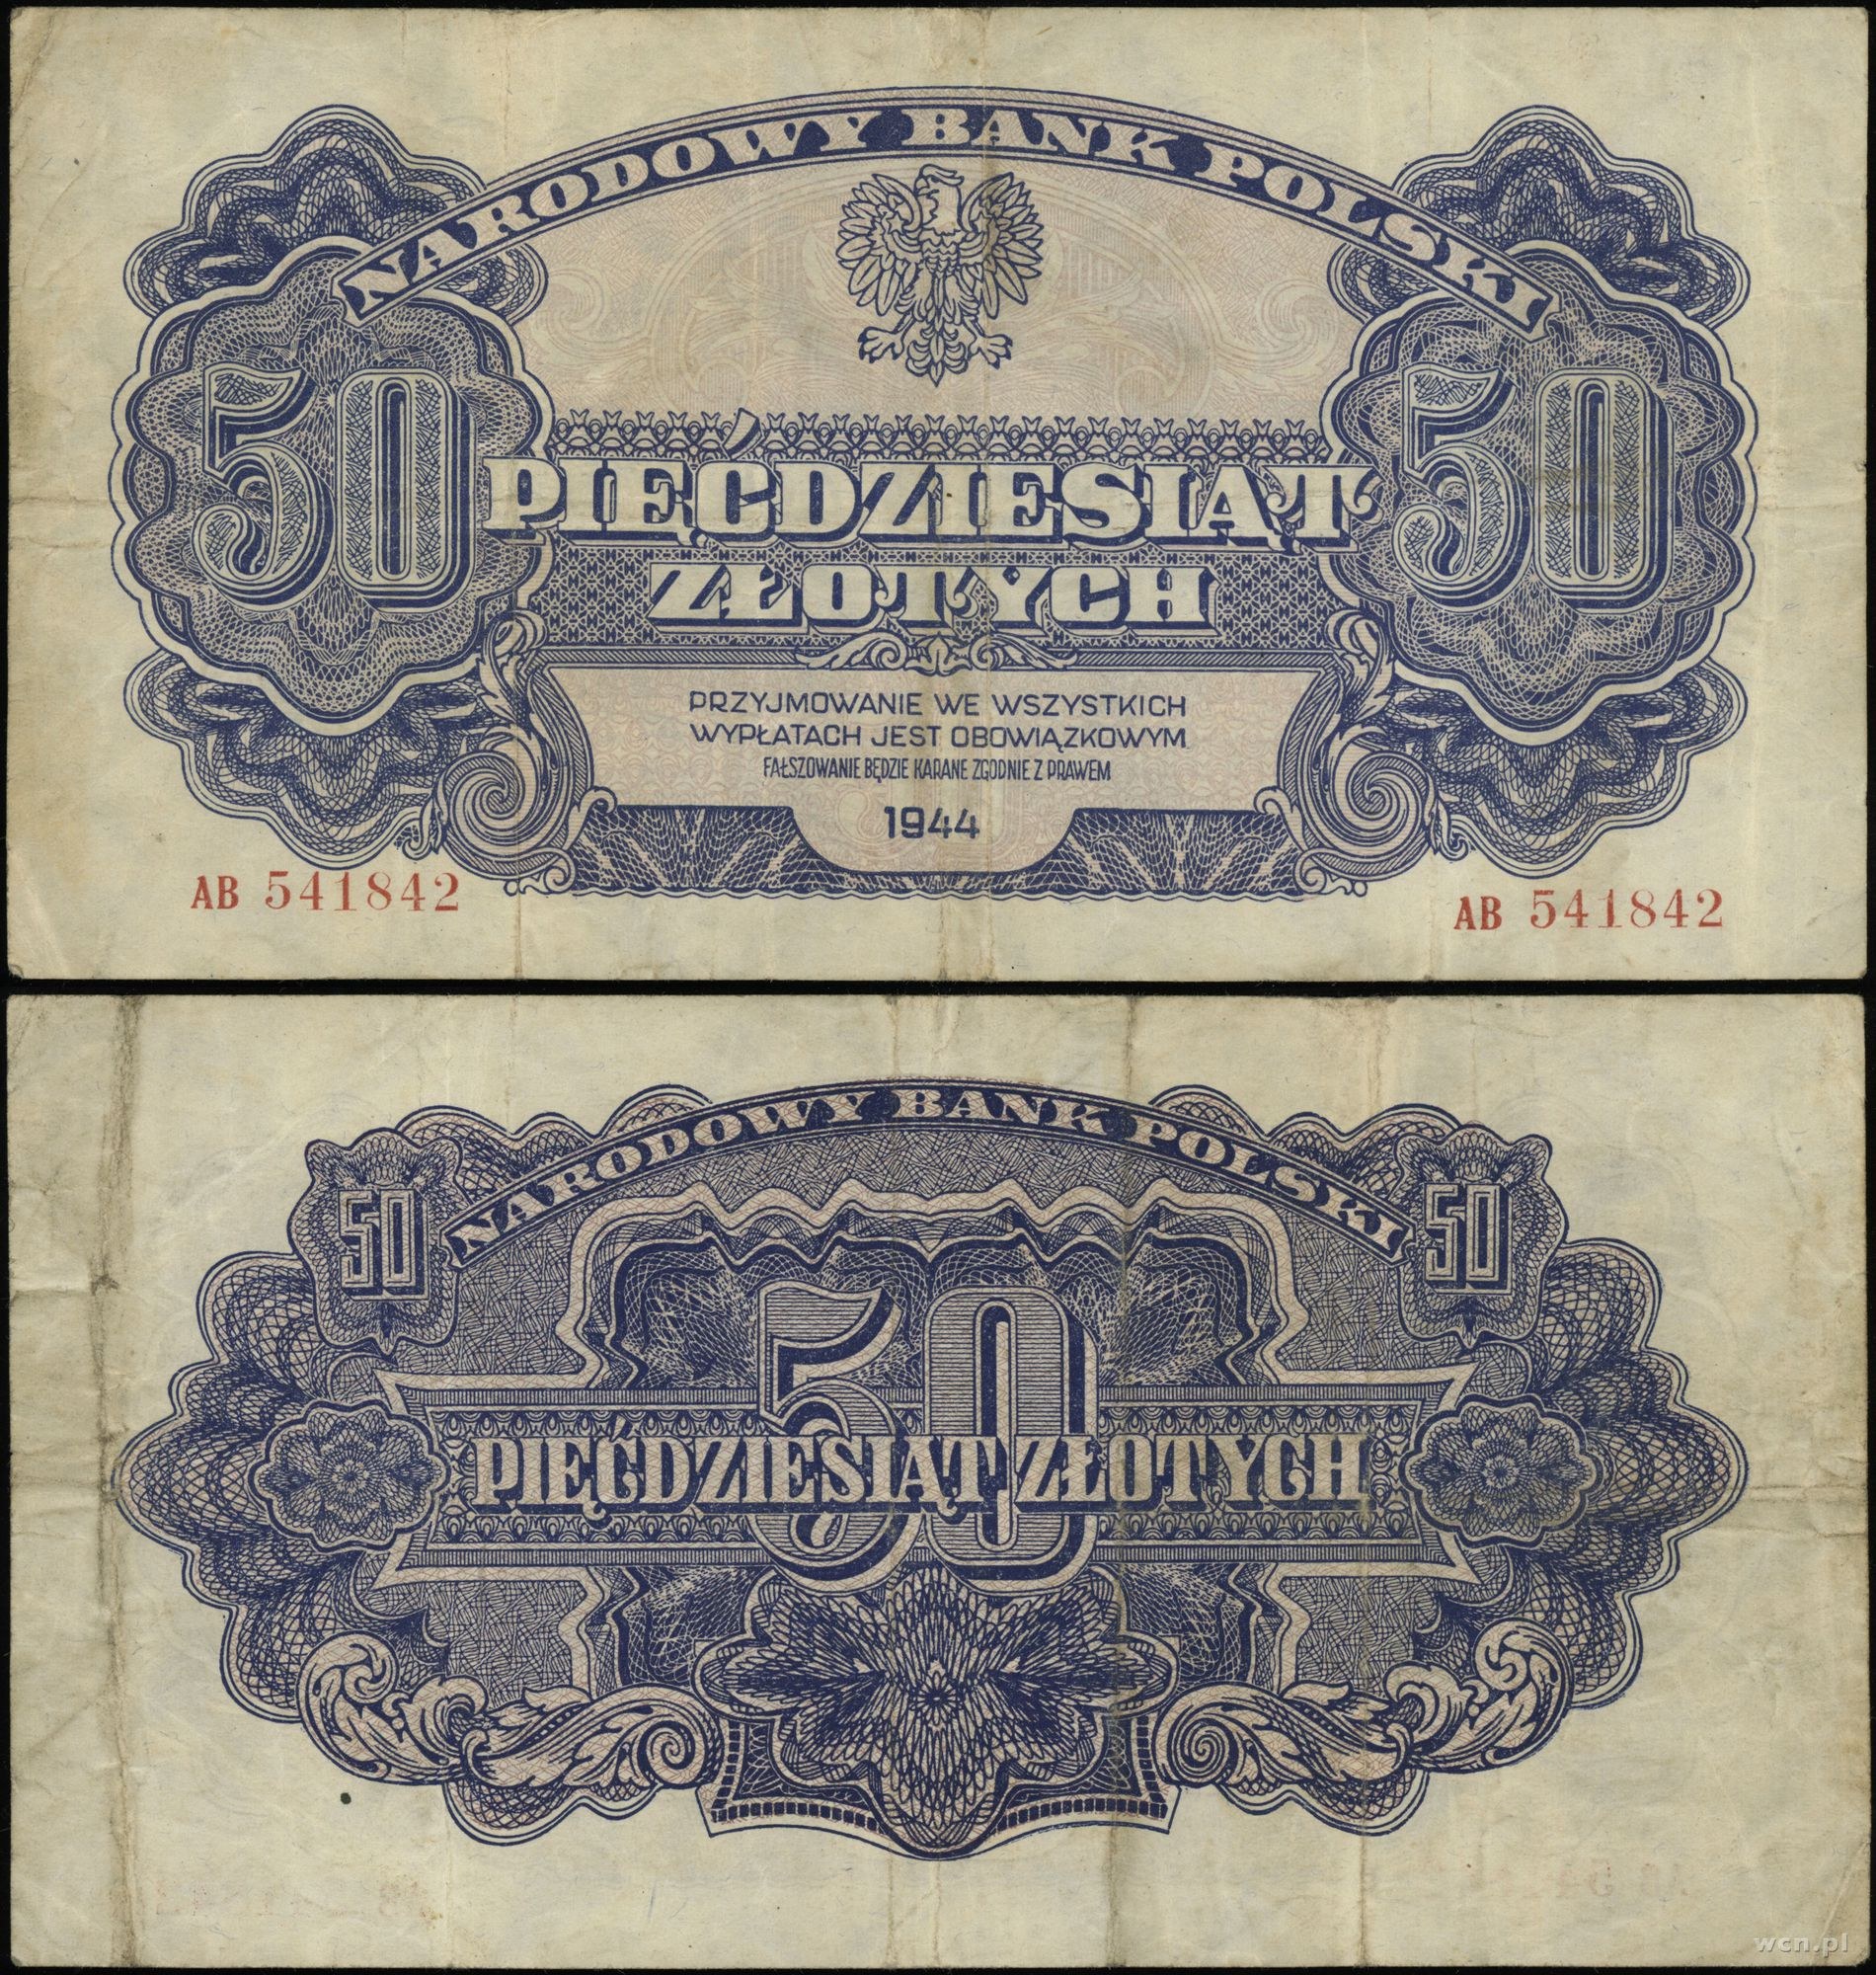 NARODOWY BANK POLSKI
50
50
PIĘĆDZIESIĄT
ZŁOTYCH
PRZYJMOWANIE WE WSZYSTKICH
WYPŁATACH JEST OBOWIĄZKOWYM
FAŁSZOWANIE BĘDZIE KARANE ZGODNIE Z PRAWEM
1944
AB 541842
AB 541842
NARODOWY BANK POLSKI
50
50
50
PIĘĆDZIESIĄT ZŁOTYCH
wcn.pl